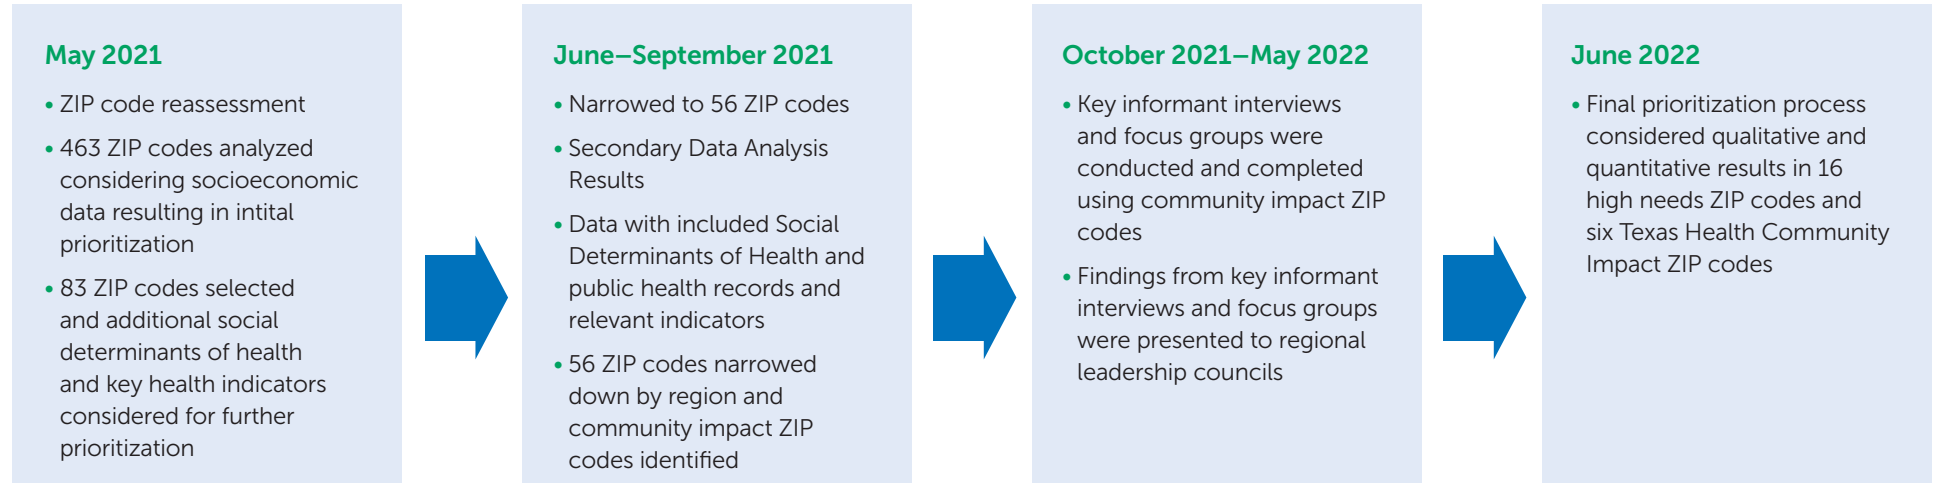 May 2021
• ZIP code reassessment
• 463 ZIP codes analyzed
considering socioeconomic
data resulting in intital
prioritization
• 83 ZIP codes selected
and additional social
determinants of health
and key health indicators
considered for further
prioritization
June–September 2021
• Narrowed to 56 ZIP codes
• Secondary Data Analysis
Results
• Data with included Social
Determinants of Health and
public health records and
relevant indicators
• 56 ZIP codes narrowed
down by region and
community impact ZIP
codes identified
October 2021–May 2022
• Key informant interviews
and focus groups were
conducted and completed
using community impact ZIP
codes
• Findings from key informant
interviews and focus groups
were presented to regional
leadership councils
June 2022
• Final prioritization process
considered qualitative and
quantitative results in 16
high needs ZIP codes and
six Texas Health Community
Impact ZIP codes